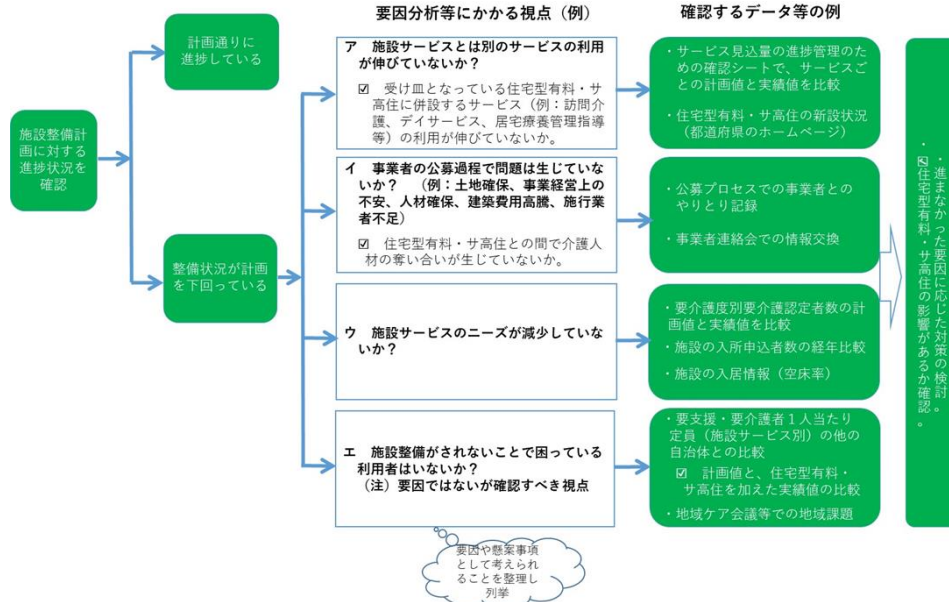 要因分析等にかかる視点（例）
確認するデータ等の例
施設整備計
画に対する
進捗状況を
確認
計画通りに
進捗している
整備状況が計画
を下回っている
ア　施設サービスとは別のサービスの利用
が伸びていないか？
☑　受け皿となっている住宅型有料・サ
高住に併設するサービス（例：訪問介
護、デイサービス、居宅療養管理指導
等）の利用が伸びていないか。
・サービス見込量の進捗管理のた
めの確認シートで、サービスご
との計画値と実績値を比較
・住宅型有料・サ高住の新設状況
（都道府県のホームページ）
イ　事業者の公募過程で問題は生じていな
いか？　（例：土地確保、事業経営上の
不安、人材確保、建築費用高騰、施行業
者不足）
☑　住宅型有料・サ高住との間で介護人
材の奪い合いが生じていないか。
・公募プロセスでの事業者との
やりとり記録
・事業者連絡会での情報交換
ウ　施設サービスのニーズが減少していな
いか？
・要介護度別要介護認定者数の計
画値と実績値を比較
・施設の入所申込者数の経年比較
・施設の入居情報（空床率）
エ　施設整備がされないことで困っている
利用者はいないか？
（注）要因ではないが確認すべき視点
・要支援・要介護者１人当たり
定員（施設サービス別）の他の
自治体との比較
☑　計画値と、住宅型有料・
サ高住を加えた実績値の比較
・地域ケア会議等での地域課題
要因や懸案事項
として考えられ
ることを整理し
列挙
・進まなかった要因に応じた対策の検討。
・☑住宅型有料・サ高住の影響があるか確認。